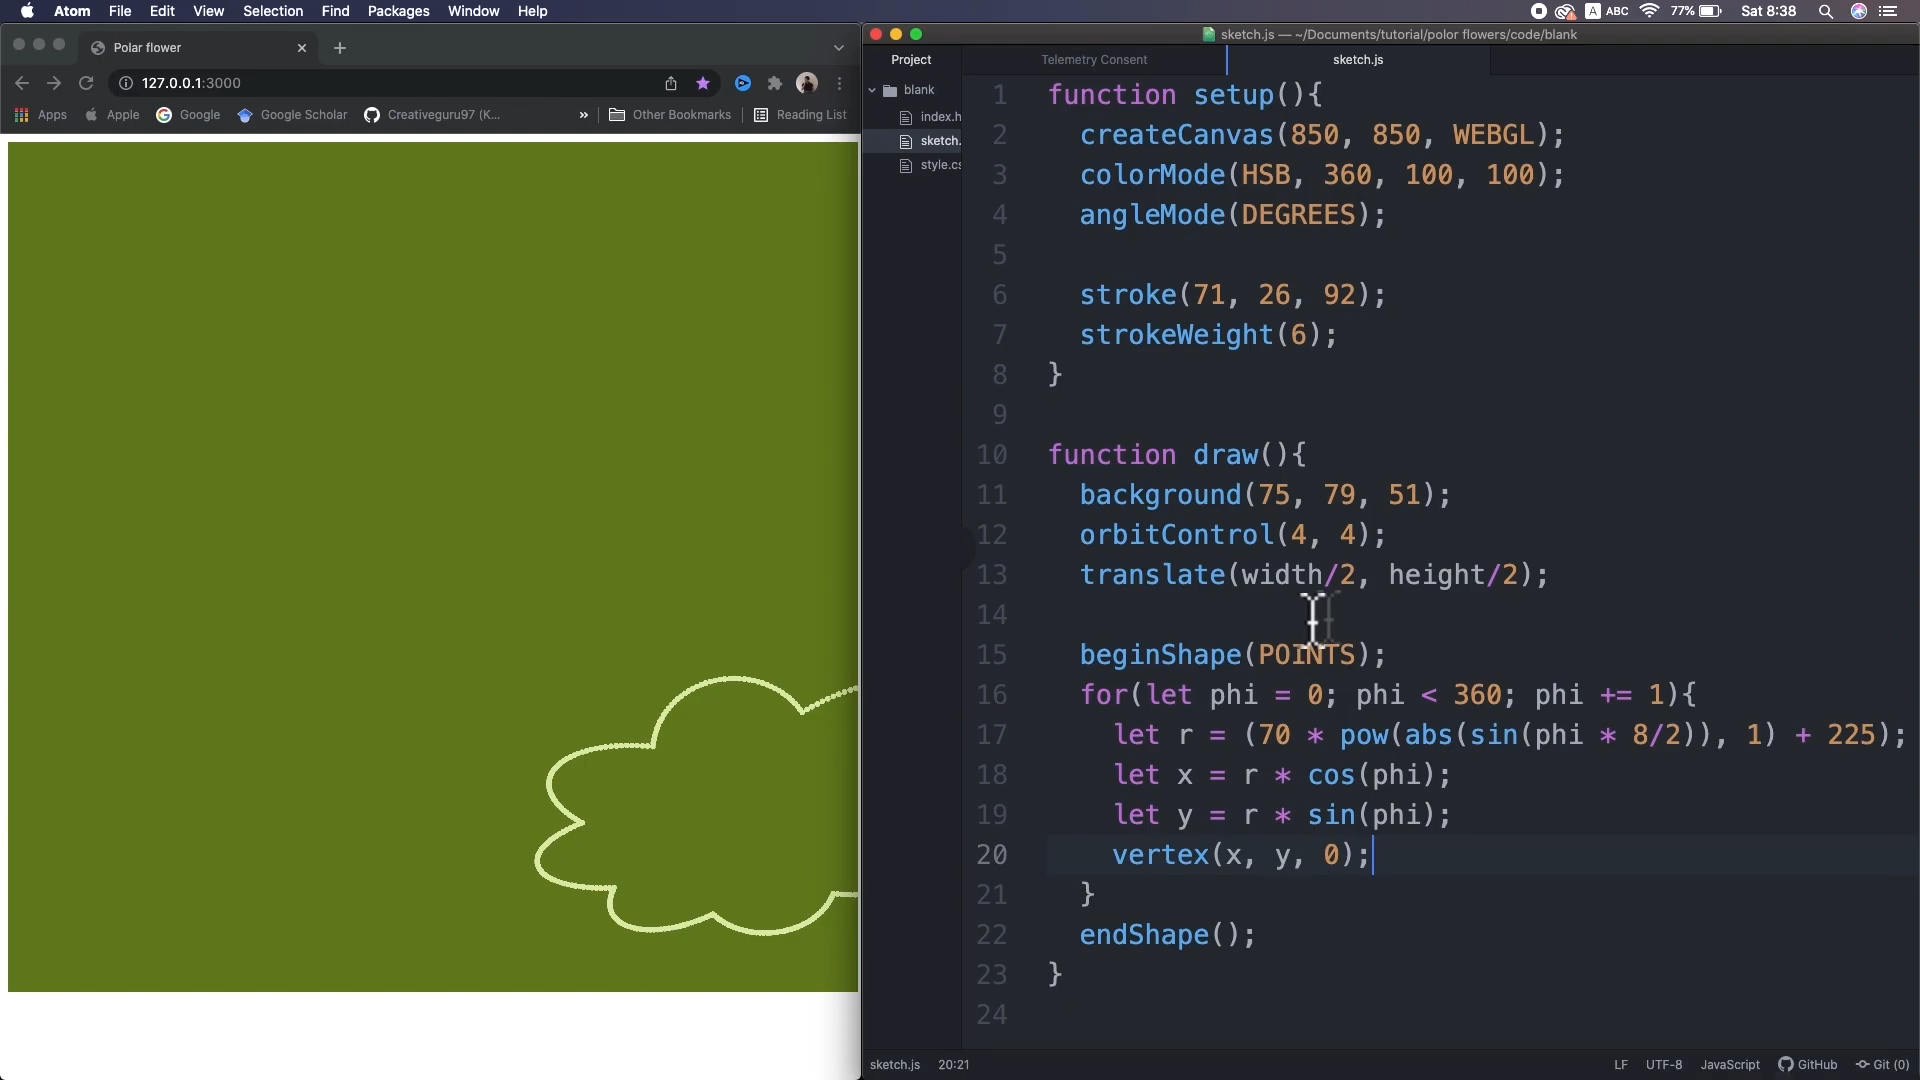 Atom File Edit View Selection Find Packages Window Help
A ABC 77% Sat 8:38
Polar flower
127.0.0.1:3000
Apps Apple Google Google Scholar Creativeguru97 (K... » Other Bookmarks Reading List
sketch.js — ~/Documents/tutorial/polor flowers/code/blank
Project
Telemetry Consent
sketch.js
blank
index.h
sketch.
style.cs
1 function setup(){
2 createCanvas(850, 850, WEBGL);
3 colorMode(HSB, 360, 100, 100);
4 angleMode(DEGREES);
5
6 stroke(71, 26, 92);
7 strokeWeight(6);
8 }
9
10 function draw(){
11 background(75, 79, 51);
12 orbitControl(4, 4);
13 translate(width/2, height/2);
14
15 beginShape(POINTS);
16 for(let phi = 0; phi < 360; phi += 1){
17 let r = (70 * pow(abs(sin(phi * 8/2)), 1) + 225);
18 let x = r * cos(phi);
19 let y = r * sin(phi);
20 vertex(x, y, 0);
21 }
22 endShape();
23 }
24
sketch.js 20:21
LF UTF-8 JavaScript GitHub Git (0)